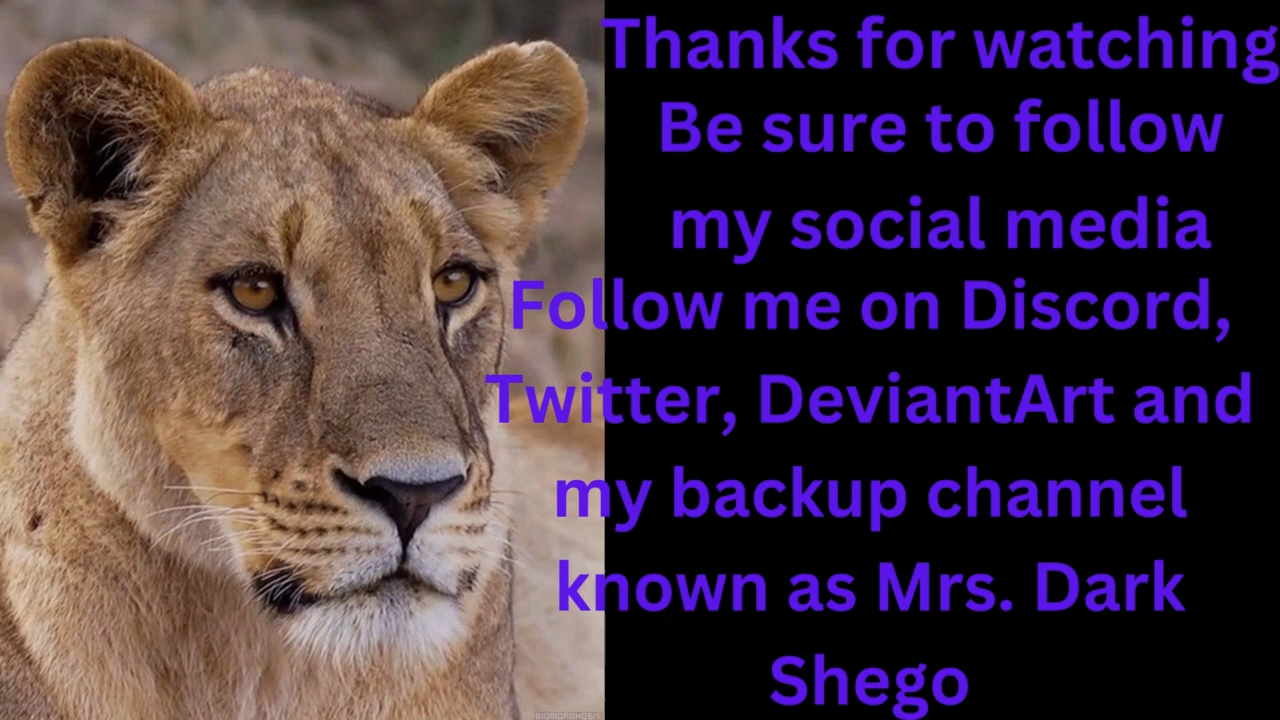 Thanks for watching
Be sure to follow
my social media
Follow me on Discord,
Twitter, DeviantArt and
my backup channel
known as Mrs. Dark
Shego
BIOMORPHOSIS